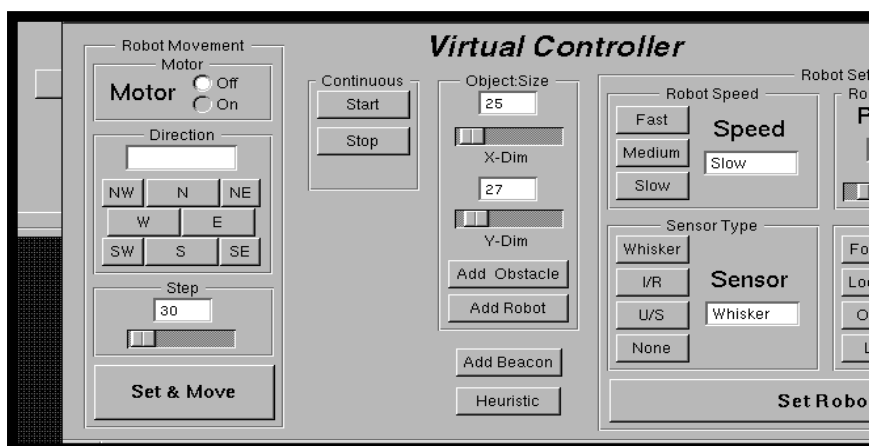 Virtual Controller
Robot Movement
Motor
Motor
Off
On
Direction
NW N NE
W E
SW S SE
Step
30
Set & Move
Continuous
Start
Stop
Object:Size
25
X-Dim
27
Y-Dim
Add Obstacle
Add Robot
Add Beacon
Heuristic
Robot Speed
Fast
Medium
Slow
Speed
Slow
Sensor Type
Whisker
I/R
U/S
None
Sensor
Whisker